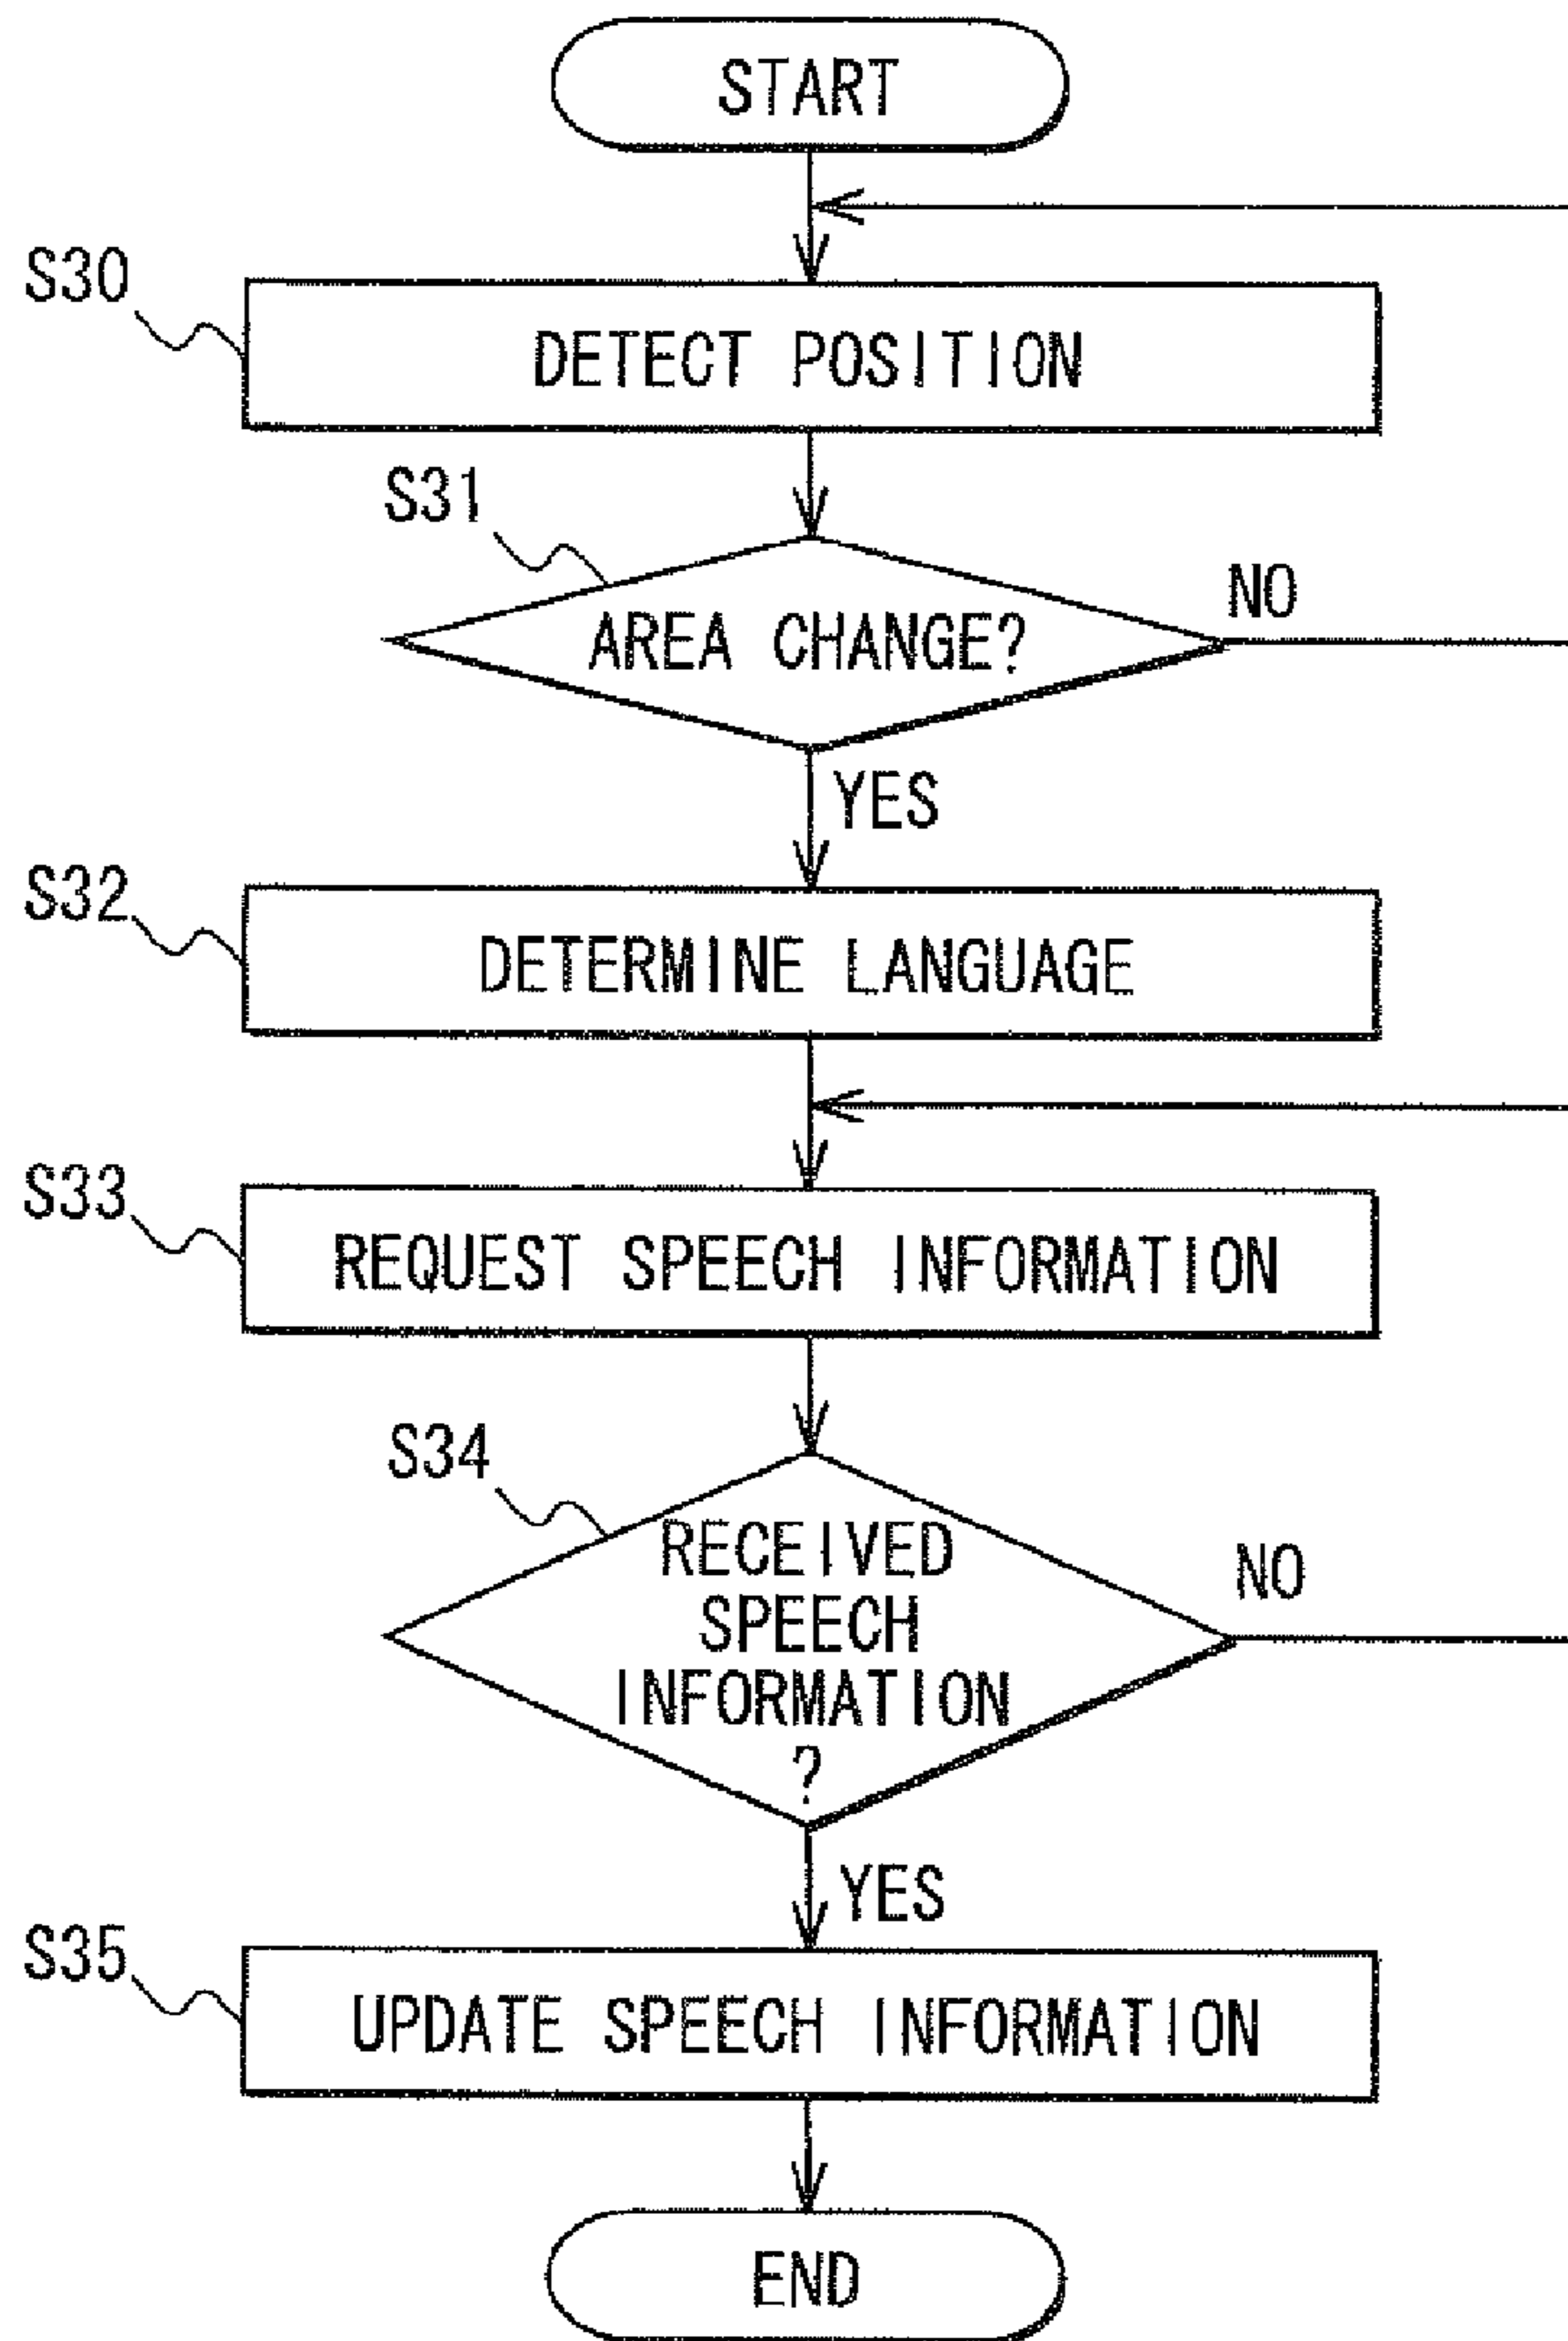 START
S30
DETECT POSITION
S31
AREA CHANGE?
NO
YES
S32
DETERMINE LANGUAGE
S33
REQUEST SPEECH INFORMATION
S34
RECEIVED
SPEECH
INFORMATION
?
NO
YES
S35
UPDATE SPEECH INFORMATION
END